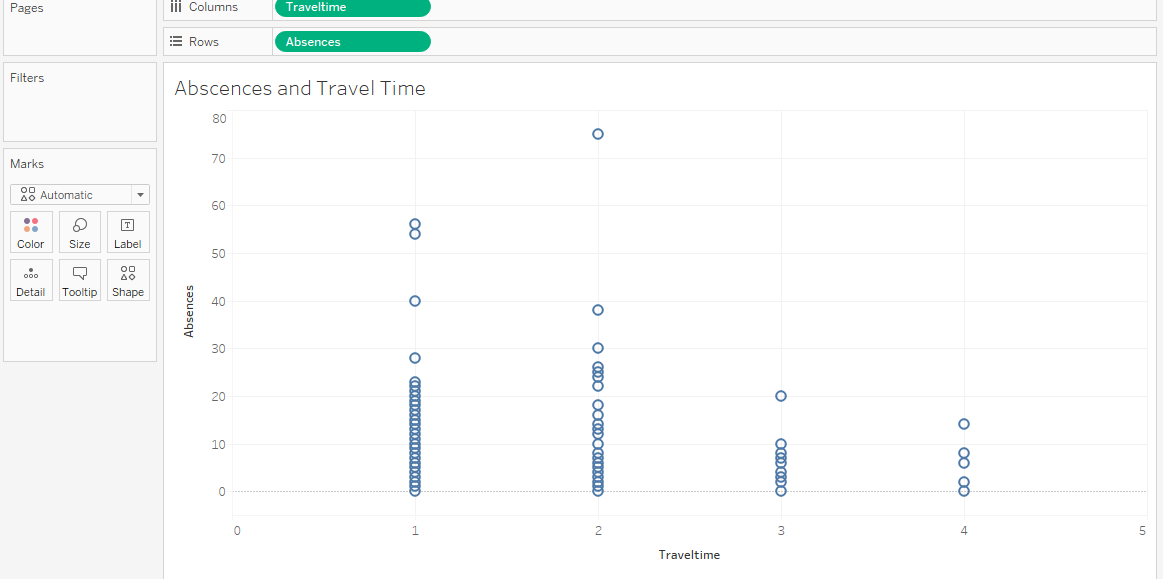 Pages
Columns
Traveltime
Rows
Absences
Filters
Marks
Automatic
Color
Size
Label
Detail
Tooltip
Shape
Abscences and Travel Time
80
70
60
50
40
30
20
10
0
Absences
0 1 2 3 4 5
Traveltime